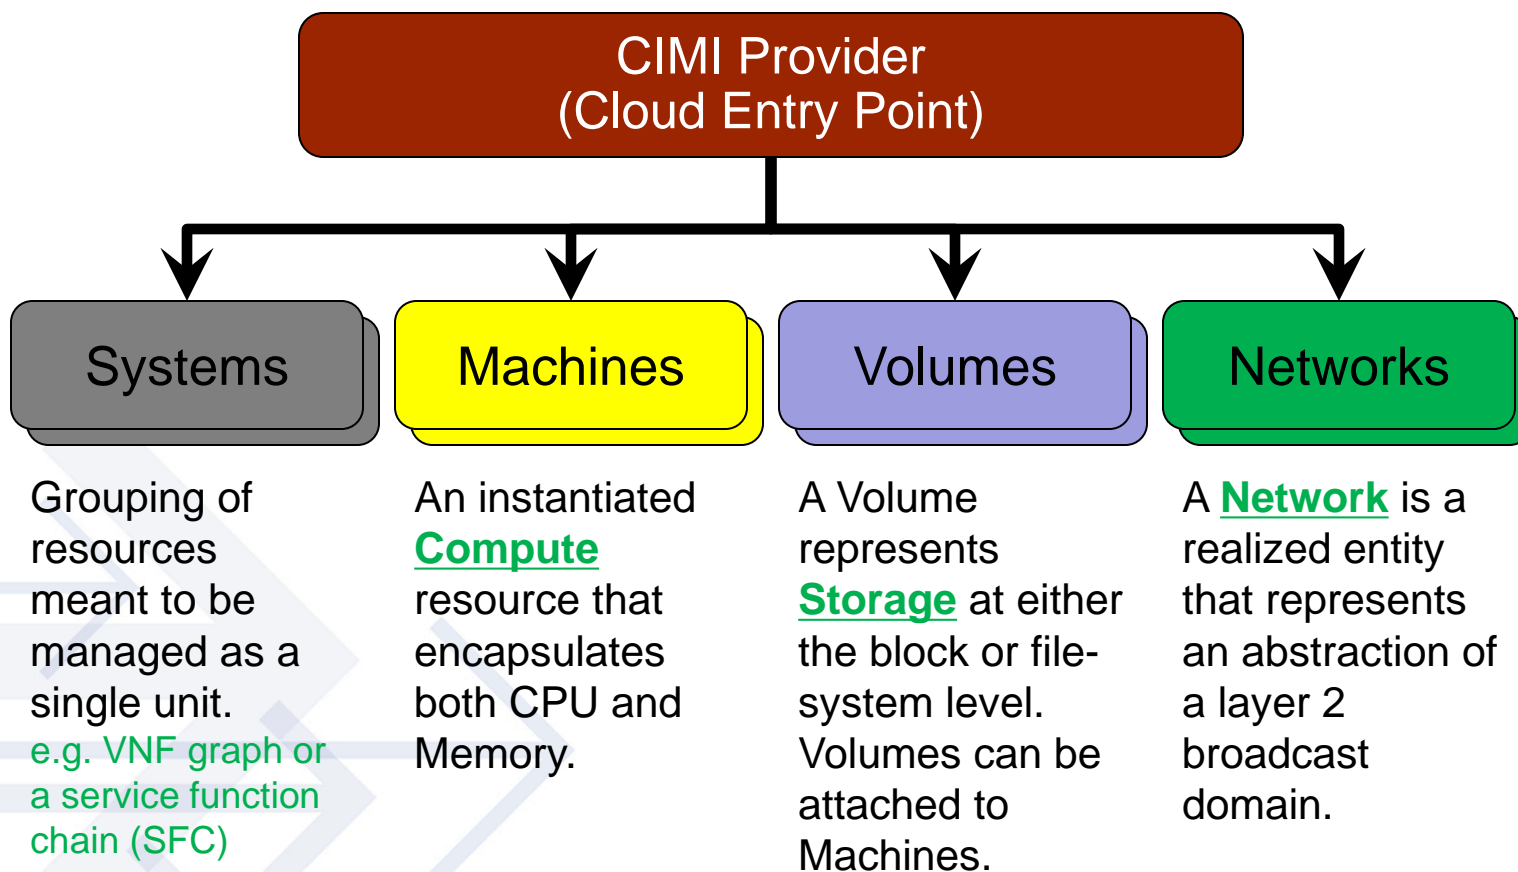 CIMI Provider
(Cloud Entry Point)
Systems
Machines
Volumes
Networks
Grouping of
resources
meant to be
managed as a
single unit.
e.g. VNF graph or
a service function
chain (SFC)
An instantiated
Compute
resource that
encapsulates
both CPU and
Memory.
A Volume
represents
Storage at either
the block or file-
system level.
Volumes can be
attached to
Machines.
A Network is a
realized entity
that represents
an abstraction of
a layer 2
broadcast
domain.